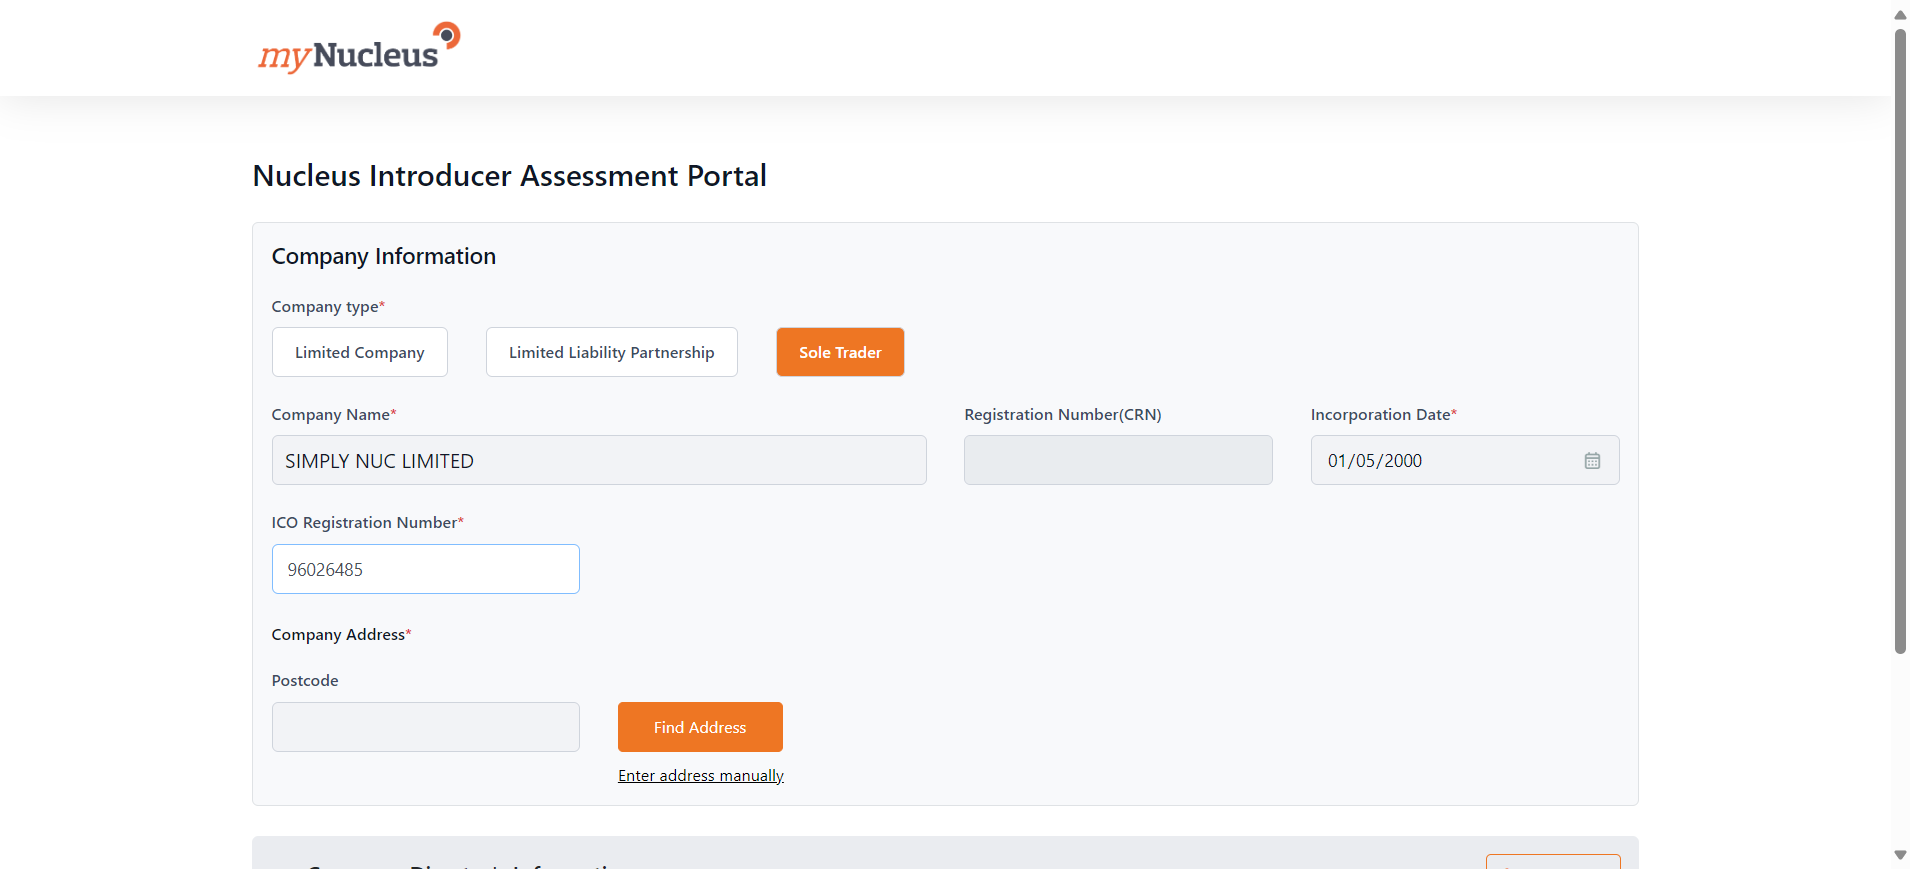 myNucleus
Nucleus Introducer Assessment Portal
Company Information
Company type*
Limited Company
Limited Liability Partnership
Sole Trader
Company Name*
Registration Number(CRN)
Incorporation Date*
SIMPLY NUC LIMITED
01/05/2000
ICO Registration Number*
96026485
Company Address*
Postcode
Find Address
Enter address manually